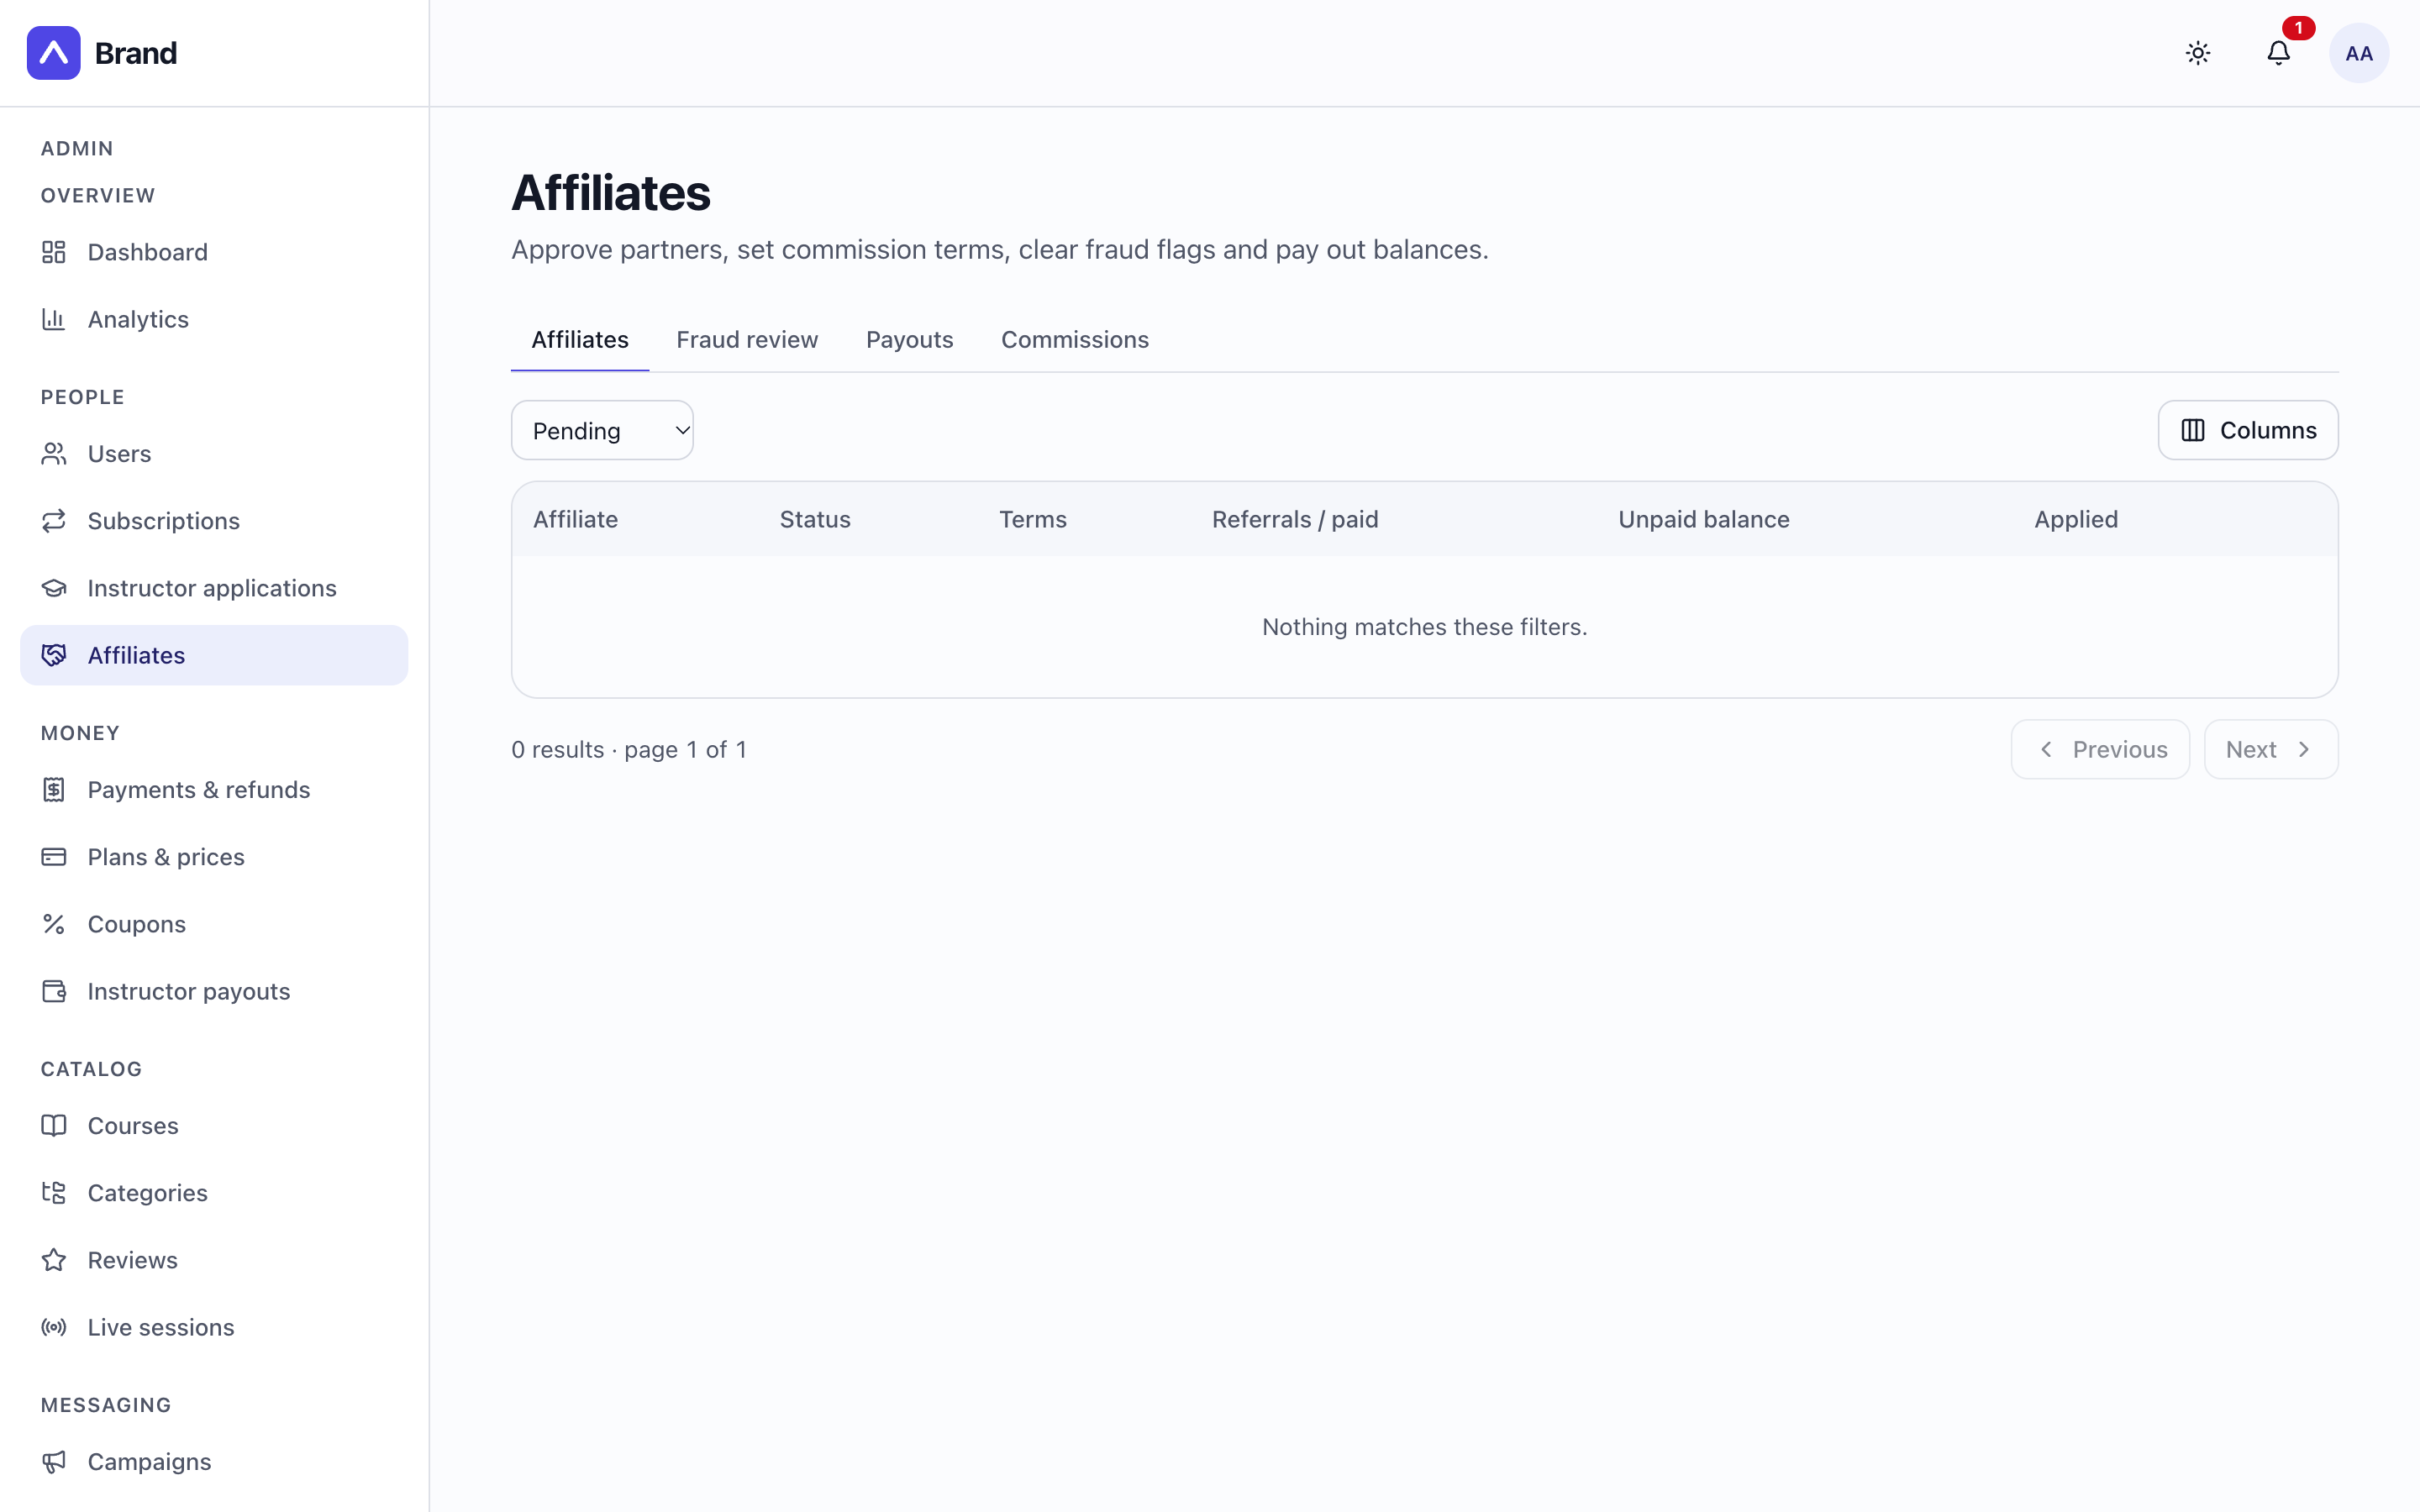 Brand
1
AA
ADMIN
OVERVIEW
Dashboard
Analytics
PEOPLE
Users
Subscriptions
Instructor applications
Affiliates
MONEY
Payments & refunds
Plans & prices
Coupons
Instructor payouts
CATALOG
Courses
Categories
Reviews
Live sessions
MESSAGING
Campaigns
Affiliates
Approve partners, set commission terms, clear fraud flags and pay out balances.
Affiliates Fraud review Payouts Commissions
Pending Columns
Affiliate Status Terms Referrals / paid Unpaid balance Applied
Nothing matches these filters.
0 results · page 1 of 1 Previous Next